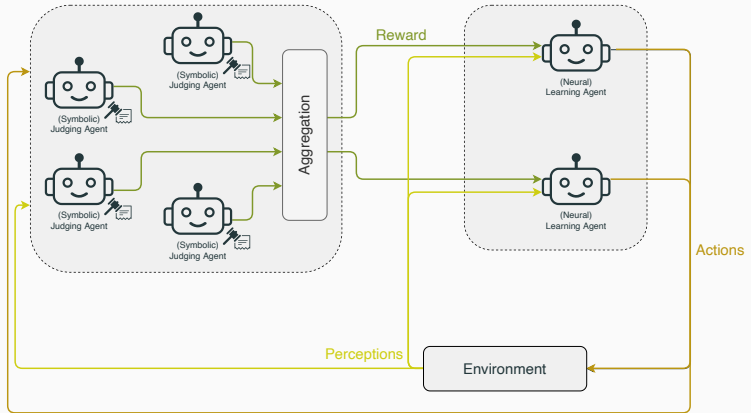 (Symbolic)
Judging Agent
(Symbolic)
Judging Agent
(Symbolic)
Judging Agent
(Symbolic)
Judging Agent
Aggregation
Reward
(Neural)
Learning Agent
(Neural)
Learning Agent
Actions
Perceptions
Environment